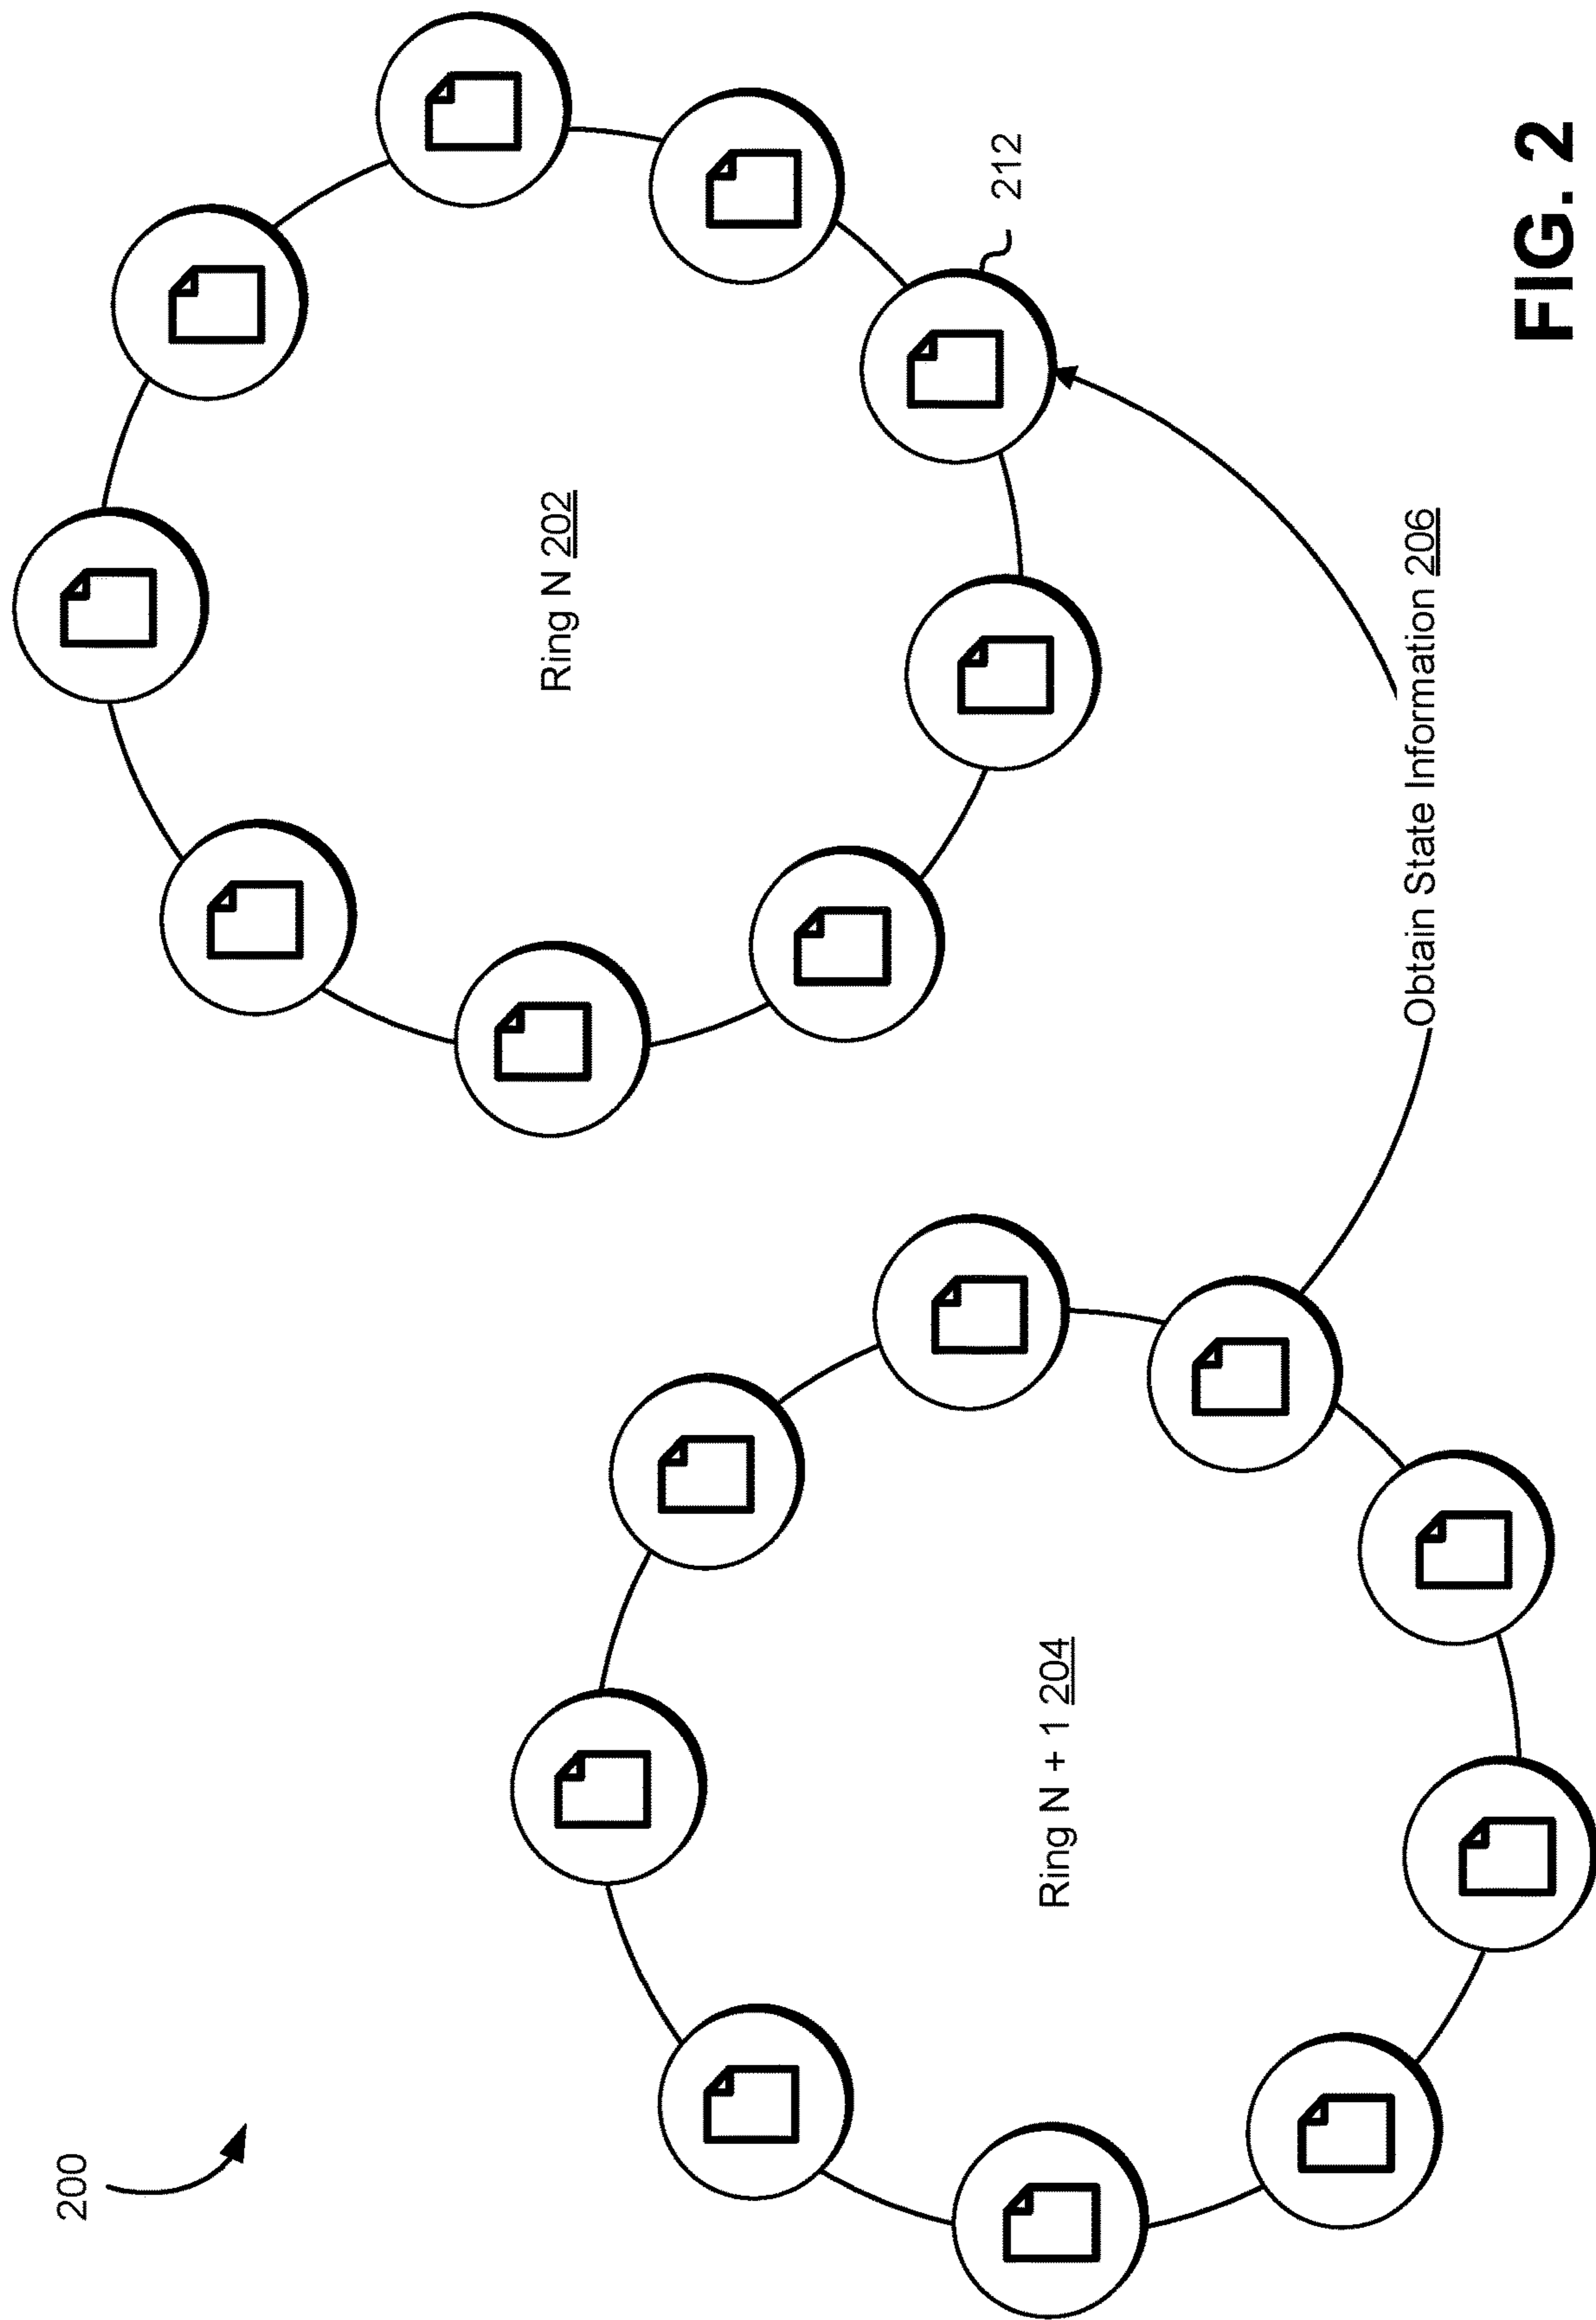 200
Ring N 202
212
Ring N + 1 204
Obtain State Information 206
FIG. 2